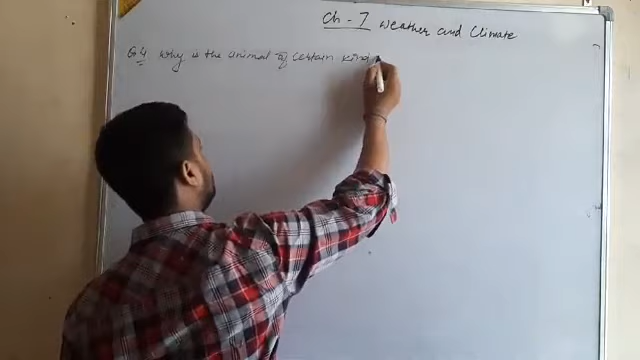 Ch - 7 Weather and Climate
Q.4 Why is the animal of certain kind